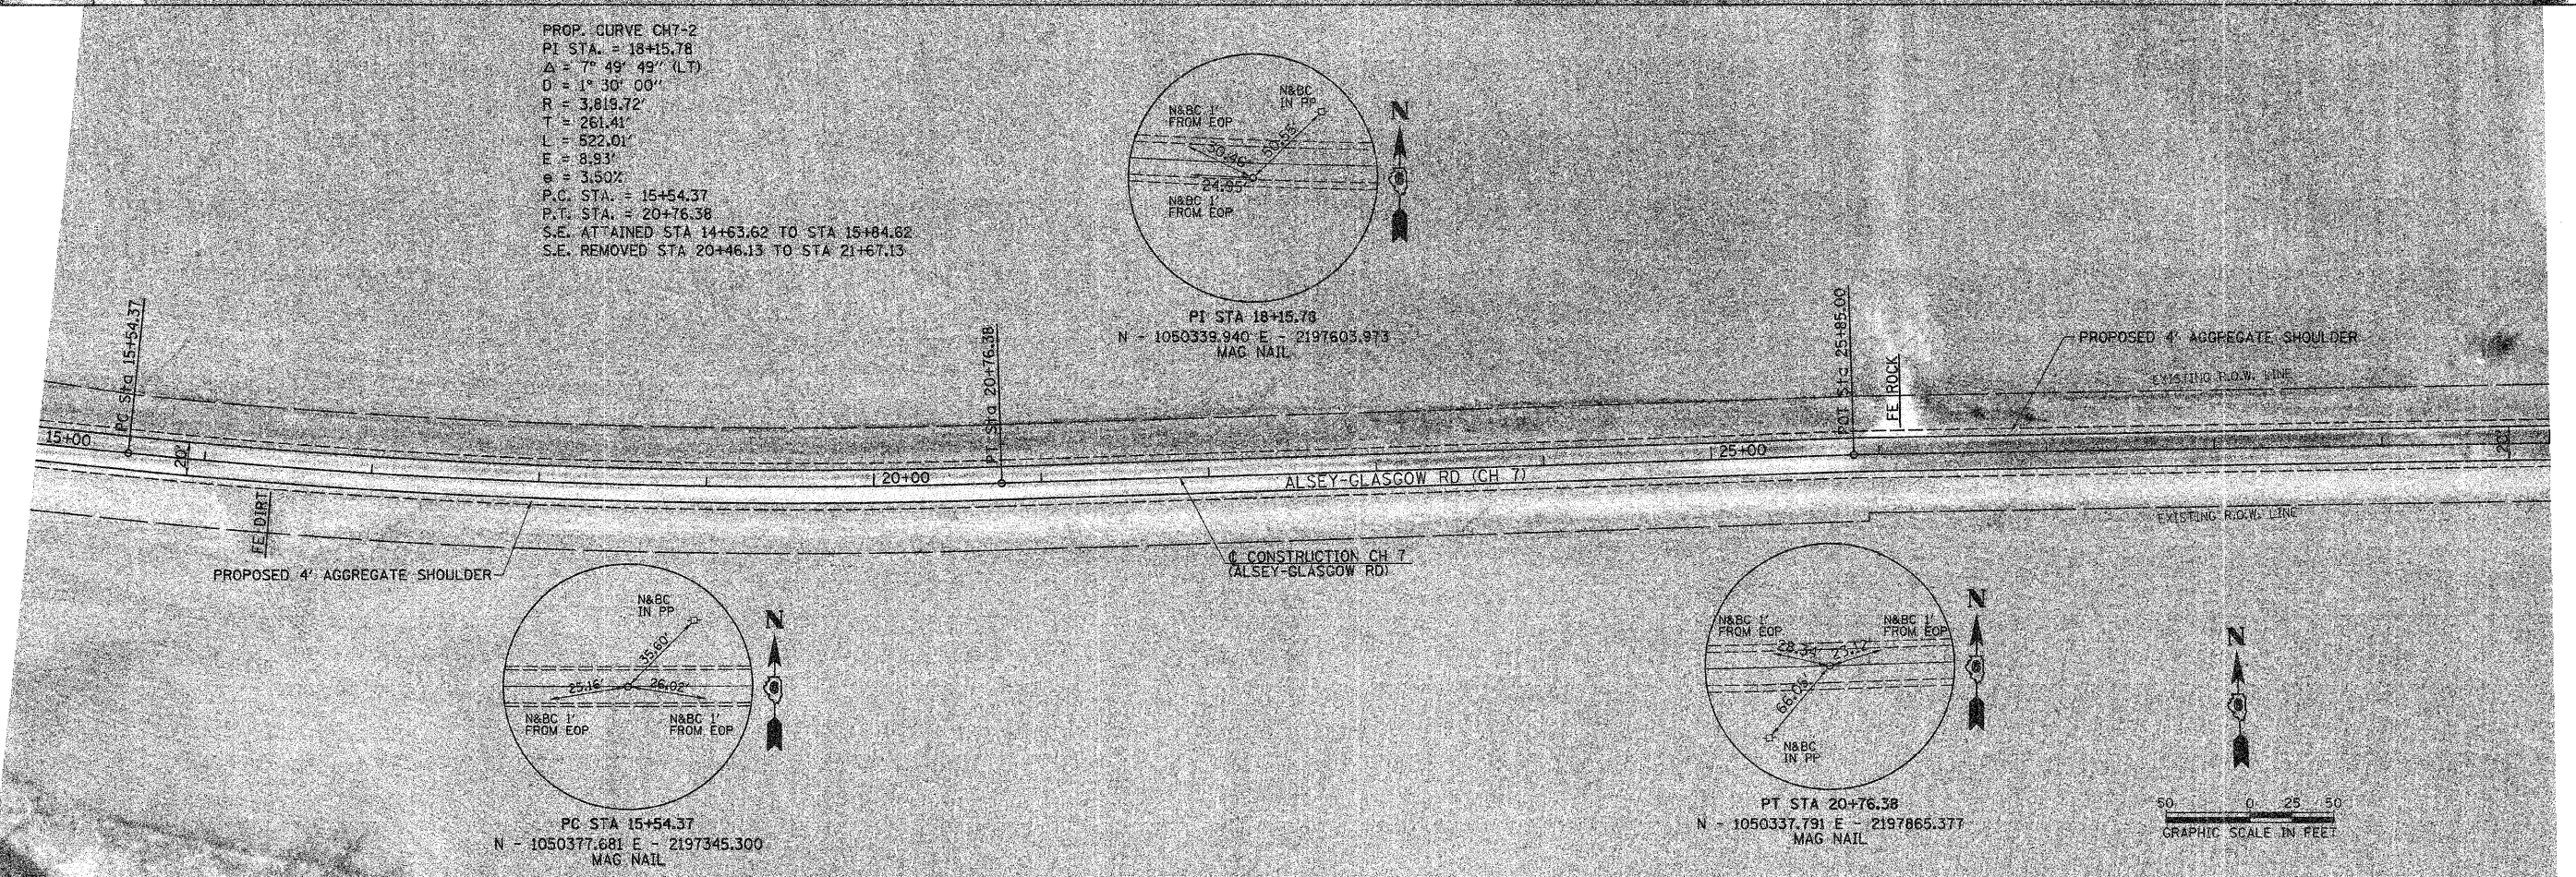 PROP. CURVE CH7-2
PI STA. = 18+15.78
Δ = 7° 49' 49'' (LT)
D = 1° 30' 00''
R = 3,819.72'
T = 261.41'
L = 522.01'
E = 8.93'
e = 3.50%
P.C. STA. = 15+54.37
P.T. STA. = 20+76.38
S.E. ATTAINED STA 14+63.62 TO STA 15+84.62
S.E. REMOVED STA 20+46.13 TO STA 21+67.13
N&BC 1'
FROM EOP
N&BC
IN PP
30.46'
50.55'
24.95'
N&BC 1'
FROM EOP
N
PI STA 18+15.78
N - 1050339.940 E - 2197603.973
MAG NAIL
PC Sta 15+54.37
PT Sta 20+76.38
POT Sta 25+85.00
FE ROCK
PROPOSED 4' AGGREGATE SHOULDER
EXISTING R.O.W. LINE
15+00
20'
20+00
25+00
20'
ALSEY-GLASGOW RD (CH 7)
FE DIRT
EXISTING R.O.W. LINE
PROPOSED 4' AGGREGATE SHOULDER
℄ CONSTRUCTION CH 7
(ALSEY-GLASGOW RD)
N&BC
IN PP
35.60'
25.16'
26.02'
N&BC 1'
FROM EOP
N&BC 1'
FROM EOP
N
PC STA 15+54.37
N - 1050377.681 E - 2197345.300
MAG NAIL
N&BC 1'
FROM EOP
N&BC 1'
FROM EOP
28.34'
23.12'
66.06'
N&BC
IN PP
N
PT STA 20+76.38
N - 1050337.791 E - 2197865.377
MAG NAIL
N
50 0 25 50
GRAPHIC SCALE IN FEET